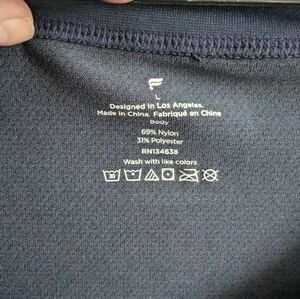 L
Designed in Los Angeles.
Made in China. Fabriqué en Chine
Body
69% Nylon
31% Polyester
RN134638
Wash with like colors
30